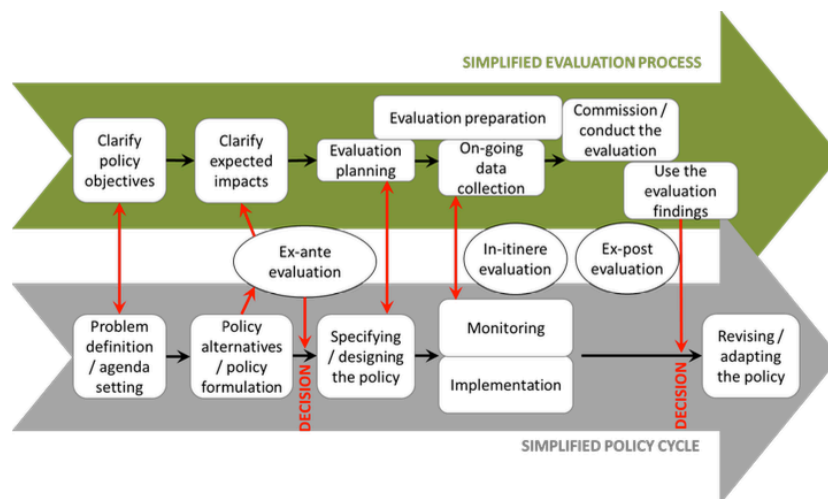 SIMPLIFIED EVALUATION PROCESS
Evaluation preparation
Commission /
conduct the
evaluation
Clarify
policy
objectives
Clarify
expected
impacts
Evaluation
planning
On-going
data
collection
Use the
evaluation
findings
Ex-ante
evaluation
In-itinere
evaluation
Ex-post
evaluation
Problem
definition
/ agenda
setting
Policy
alternatives
/ policy
formulation
DECISION
Specifying
/ designing
the policy
Monitoring
Implementation
DECISION
Revising /
adapting
the policy
SIMPLIFIED POLICY CYCLE